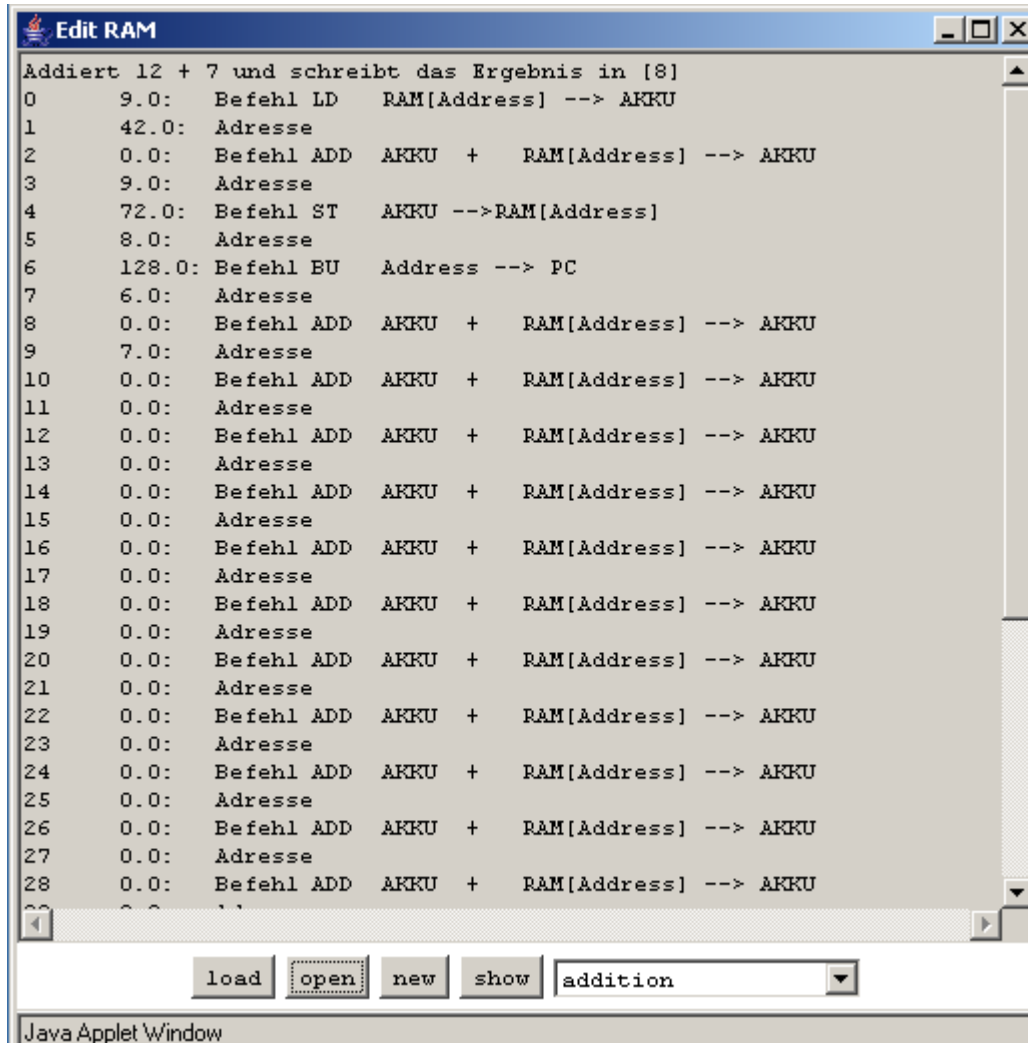 Edit RAM
Addiert 12 + 7 und schreibt das Ergebnis in [8]
0 9.0: Befehl LD RAM[Address] --> AKKU
1 42.0: Adresse
2 0.0: Befehl ADD AKKU + RAM[Address] --> AKKU
3 9.0: Adresse
4 72.0: Befehl ST AKKU -->RAM[Address]
5 8.0: Adresse
6 128.0: Befehl BU Address --> PC
7 6.0: Adresse
8 0.0: Befehl ADD AKKU + RAM[Address] --> AKKU
9 7.0: Adresse
10 0.0: Befehl ADD AKKU + RAM[Address] --> AKKU
11 0.0: Adresse
12 0.0: Befehl ADD AKKU + RAM[Address] --> AKKU
13 0.0: Adresse
14 0.0: Befehl ADD AKKU + RAM[Address] --> AKKU
15 0.0: Adresse
16 0.0: Befehl ADD AKKU + RAM[Address] --> AKKU
17 0.0: Adresse
18 0.0: Befehl ADD AKKU + RAM[Address] --> AKKU
19 0.0: Adresse
20 0.0: Befehl ADD AKKU + RAM[Address] --> AKKU
21 0.0: Adresse
22 0.0: Befehl ADD AKKU + RAM[Address] --> AKKU
23 0.0: Adresse
24 0.0: Befehl ADD AKKU + RAM[Address] --> AKKU
25 0.0: Adresse
26 0.0: Befehl ADD AKKU + RAM[Address] --> AKKU
27 0.0: Adresse
28 0.0: Befehl ADD AKKU + RAM[Address] --> AKKU
load open new show addition
Java Applet Window